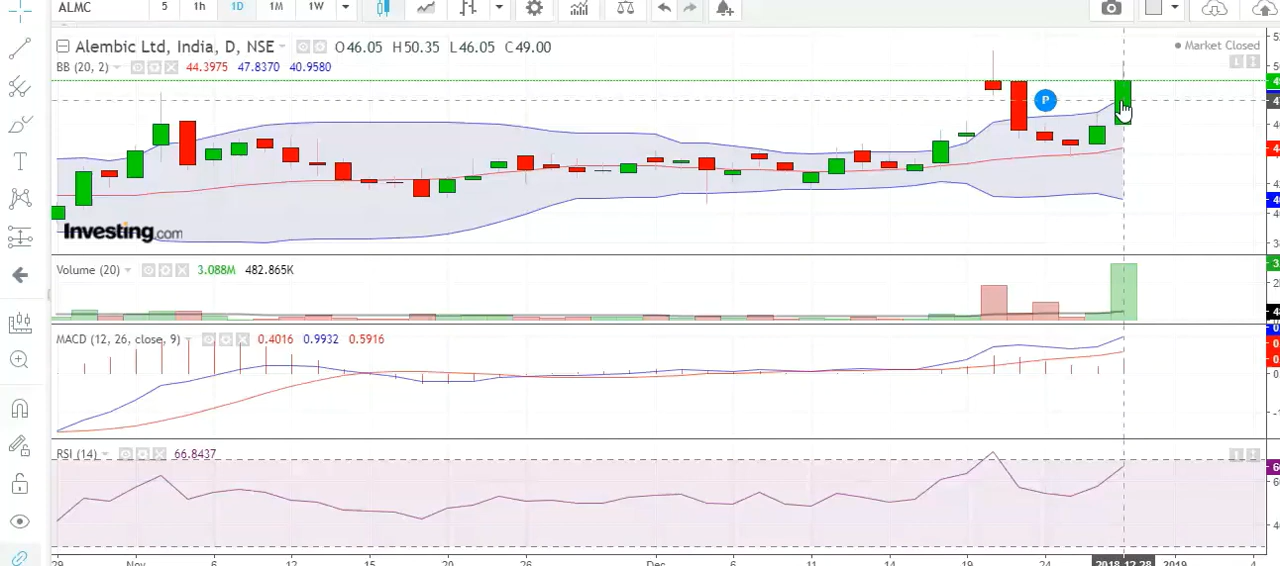 ALMC 5 1h 1D 1M 1W
Alembic Ltd, India, D, NSE O46.05 H50.35 L46.05 C49.00
Market Closed
BB (20, 2) 44.3975 47.8370 40.9580
P
Investing.com
Volume (20) 3.088M 482.865K
MACD (12, 26, close, 9) 0.4016 0.9932 0.5916
RSI (14) 66.8437
29 Nov 6 12 15 20 26 Dec 6 11 14 19 24 2018-12-28 2019 4